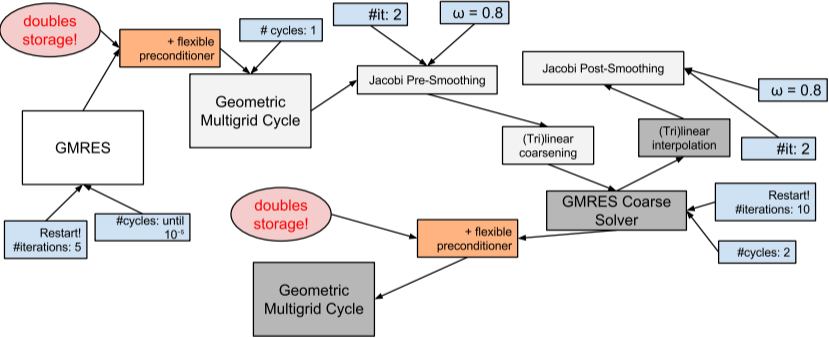 doubles
storage!
+ flexible
preconditioner
# cycles: 1
#it: 2
ω = 0.8
Geometric
Multigrid Cycle
Jacobi Pre-Smoothing
Jacobi Post-Smoothing
ω = 0.8
GMRES
(Tri)linear
coarsening
(Tri)linear
interpolation
#it: 2
Restart!
#iterations: 5
#cycles: until
10⁻⁵
doubles
storage!
+ flexible
preconditioner
GMRES Coarse
Solver
Restart!
#iterations: 10
#cycles: 2
Geometric
Multigrid Cycle